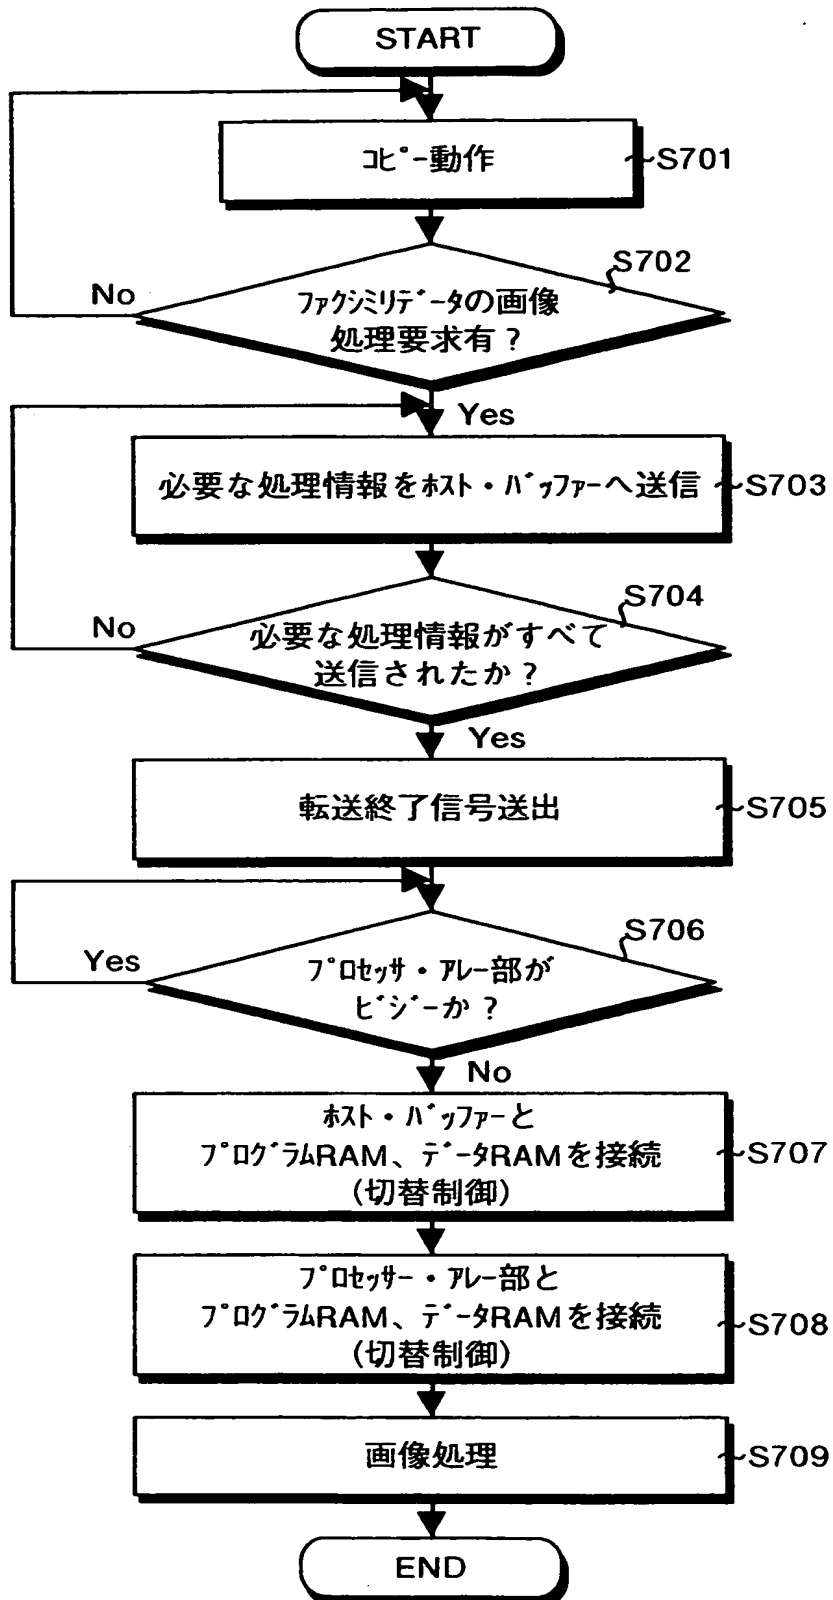 START
コピー動作
S701
S702
No
ファクシミリデータの画像
処理要求有？
Yes
必要な処理情報をホスト・バッファーへ送信
S703
S704
No
必要な処理情報がすべて
送信されたか？
Yes
転送終了信号送出
S705
S706
Yes
プロセッサ・アレー部が
ビジーか？
No
ホスト・バッファーと
プログラムRAM、データRAMを接続
(切替制御)
S707
プロセッサー・アレー部と
プログラムRAM、データRAMを接続
(切替制御)
S708
画像処理
S709
END